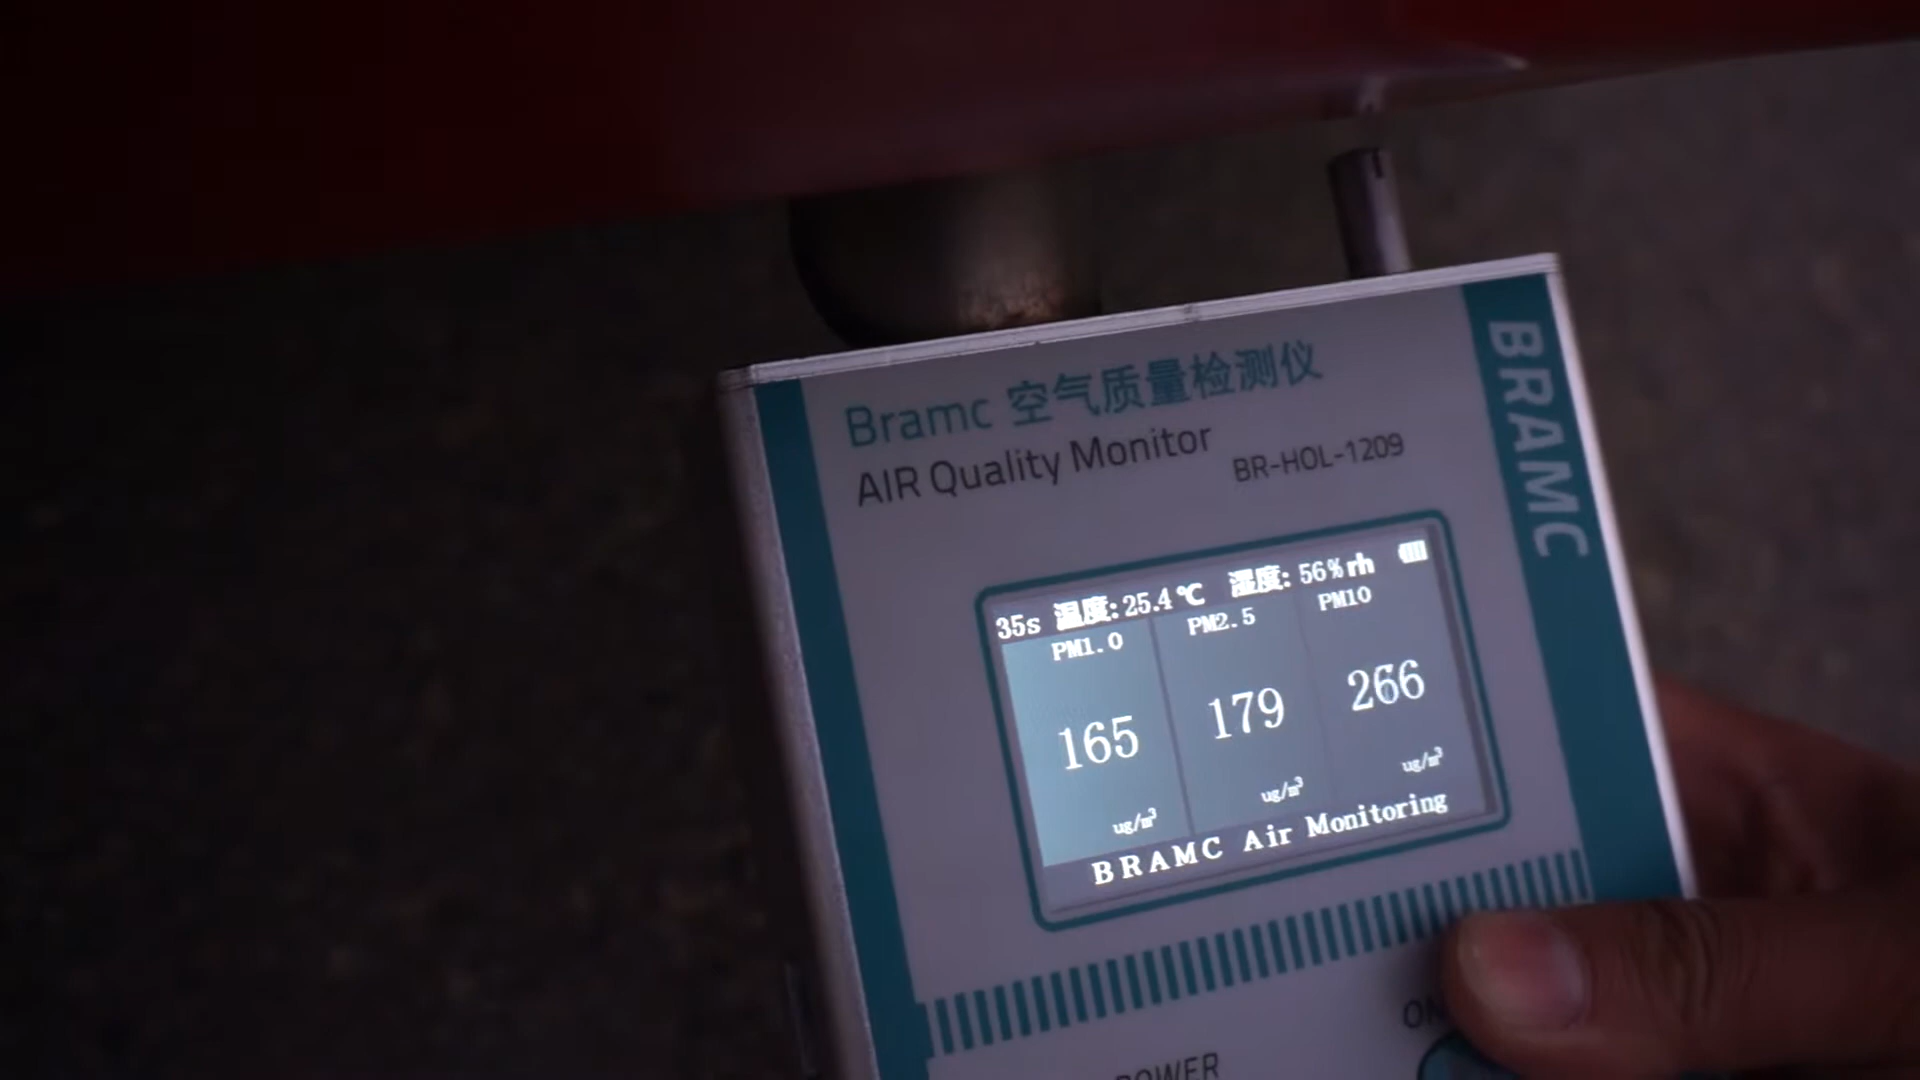 Bramc 空气质量检测仪
AIR Quality Monitor
BR-HOL-1209
BRAMC
35s 温度:25.4℃ 湿度:56%rh
PM1.0 PM2.5 PM10
165 179 266
ug/m³ ug/m³ ug/m³
BRAMC Air Monitoring
POWER